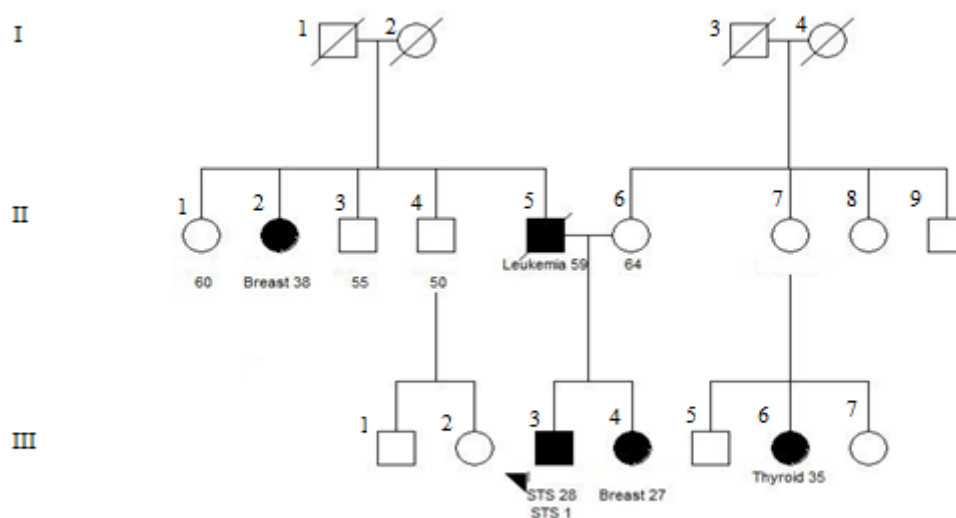 I 1 2 3 4
II 1 2 3 4 5 6 7 8 9
60 Breast 38 55 50 Leukemia 59 64
III 1 2 3 4 5 6 7
STS 28 Breast 27 Thyroid 35
STS 1